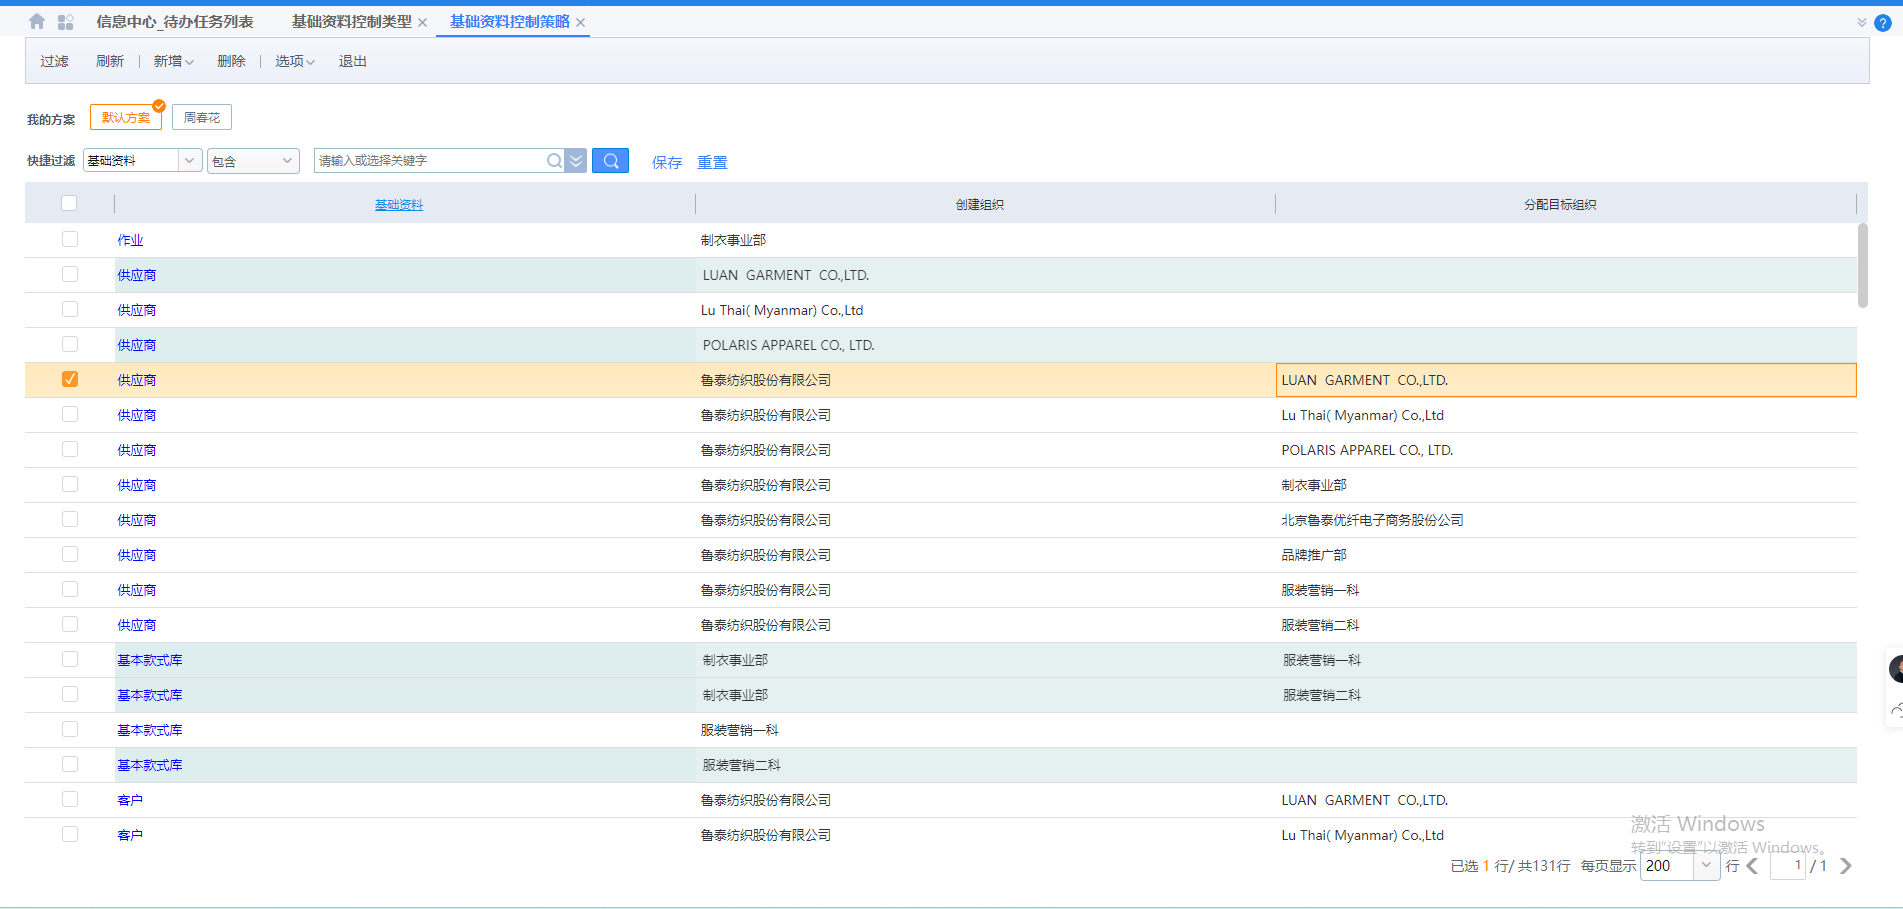 信息中心_待办任务列表 基础资料控制类型 基础资料控制策略
过滤 刷新 新增 删除 选项 退出
我的方案 默认方案 周春花
快捷过滤 基础资料 包含 请输入或选择关键字 保存 重置
基础资料 创建组织 分配目标组织
作业 制衣事业部
供应商 LUAN GARMENT CO.,LTD.
供应商 Lu Thai( Myanmar) Co.,Ltd
供应商 POLARIS APPAREL CO., LTD.
供应商 鲁泰纺织股份有限公司 LUAN GARMENT CO.,LTD.
供应商 鲁泰纺织股份有限公司 Lu Thai( Myanmar) Co.,Ltd
供应商 鲁泰纺织股份有限公司 POLARIS APPAREL CO., LTD.
供应商 鲁泰纺织股份有限公司 制衣事业部
供应商 鲁泰纺织股份有限公司 北京鲁泰优纤电子商务股份公司
供应商 鲁泰纺织股份有限公司 品牌推广部
供应商 鲁泰纺织股份有限公司 服装营销一科
供应商 鲁泰纺织股份有限公司 服装营销二科
基本款式库 制衣事业部 服装营销一科
基本款式库 制衣事业部 服装营销二科
基本款式库 服装营销一科
基本款式库 服装营销二科
客户 鲁泰纺织股份有限公司 LUAN GARMENT CO.,LTD.
客户 鲁泰纺织股份有限公司 Lu Thai( Myanmar) Co.,Ltd
激活 Windows
转到“设置”以激活 Windows。
已选 1 行/ 共131行 每页显示 200 行 1 / 1